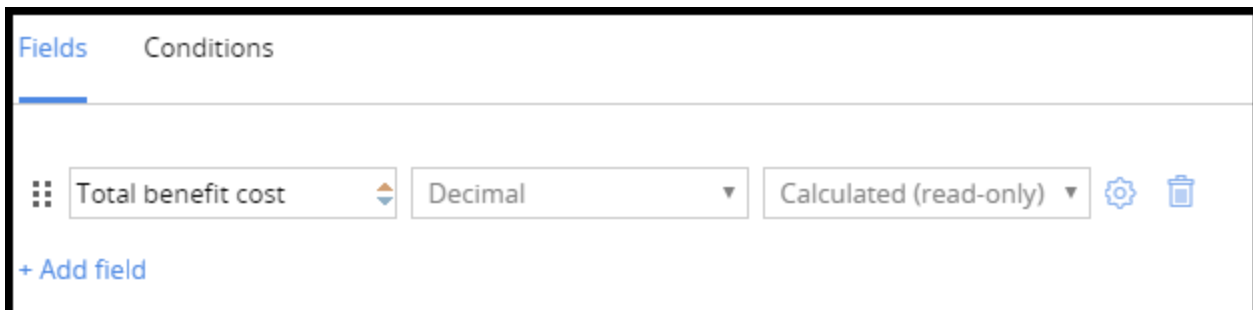 Fields Conditions
Total benefit cost Decimal Calculated (read-only)
+ Add field